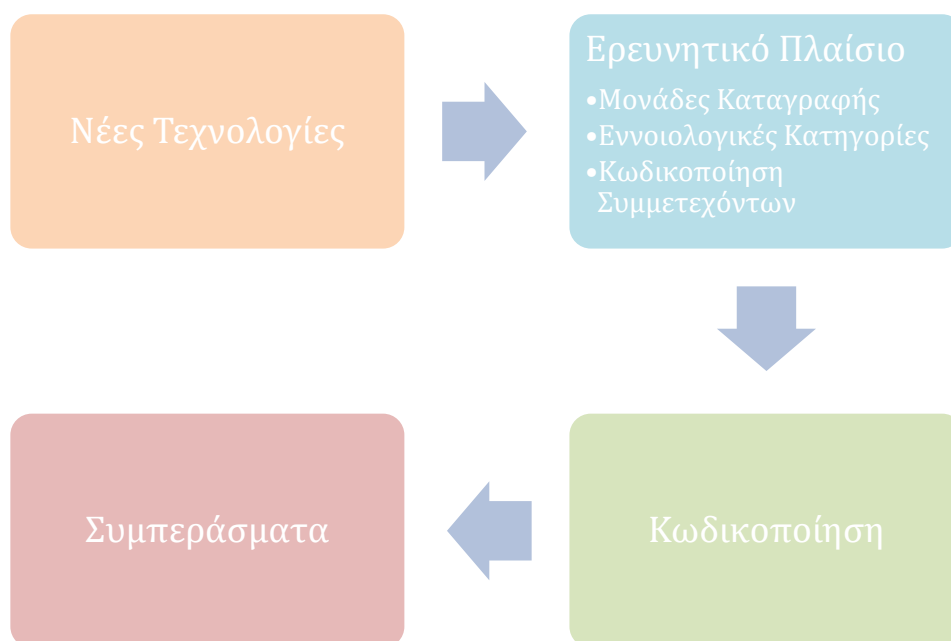 Νέες Τεχνολογίες
Ερευνητικό Πλαίσιο
•Μονάδες Καταγραφής
•Εννοιολογικές Κατηγορίες
•Κωδικοποίηση
Συμμετεχόντων
Συμπεράσματα
Κωδικοποίηση